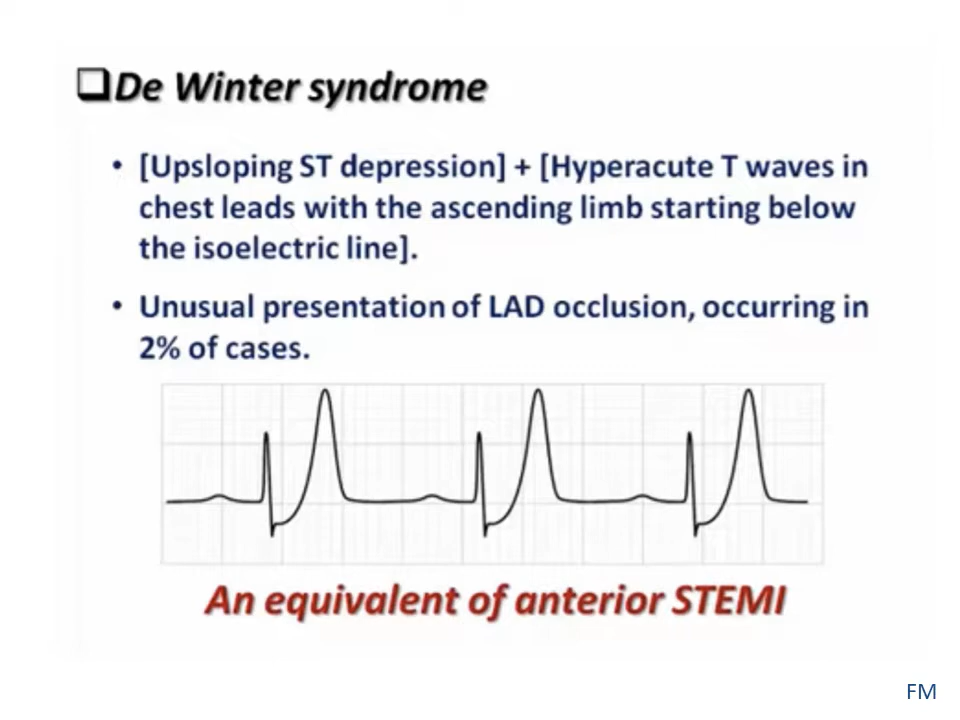 ❑De Winter syndrome
• [Upsloping ST depression] + [Hyperacute T waves in
chest leads with the ascending limb starting below
the isoelectric line].
• Unusual presentation of LAD occlusion, occurring in
2% of cases.
An equivalent of anterior STEMI
FM